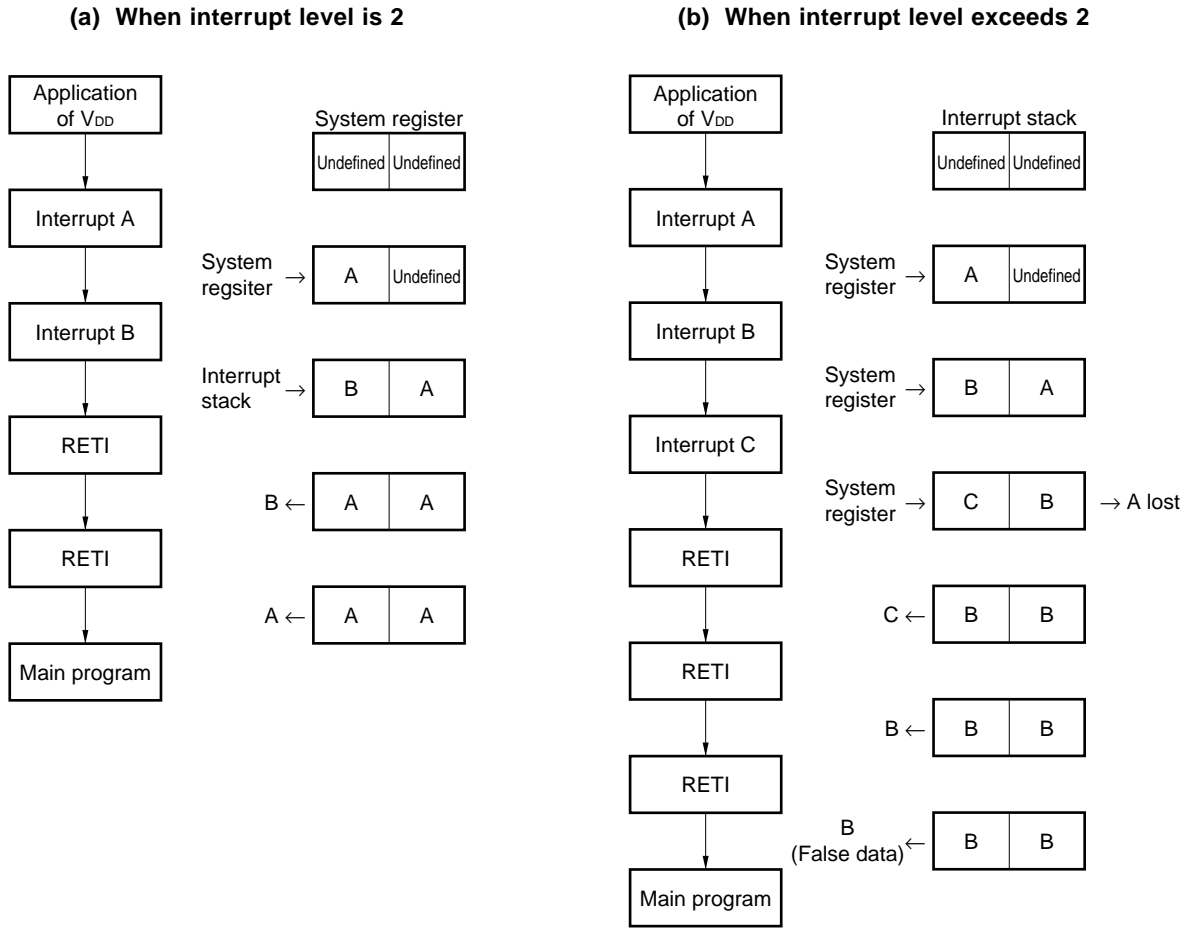 (a) When interrupt level is 2
Application
of VDD
System register
Undefined Undefined
Interrupt A
System
regsiter
→ A Undefined
Interrupt B
Interrupt
stack
→ B A
RETI
B ← A A
RETI
A ← A A
Main program
(b) When interrupt level exceeds 2
Application
of VDD
Interrupt stack
Undefined Undefined
Interrupt A
System
register
→ A Undefined
Interrupt B
System
register
→ B A
Interrupt C
System
register
→ C B → A lost
RETI
C ← B B
RETI
B ← B B
RETI
B
(False data)
← B B
Main program